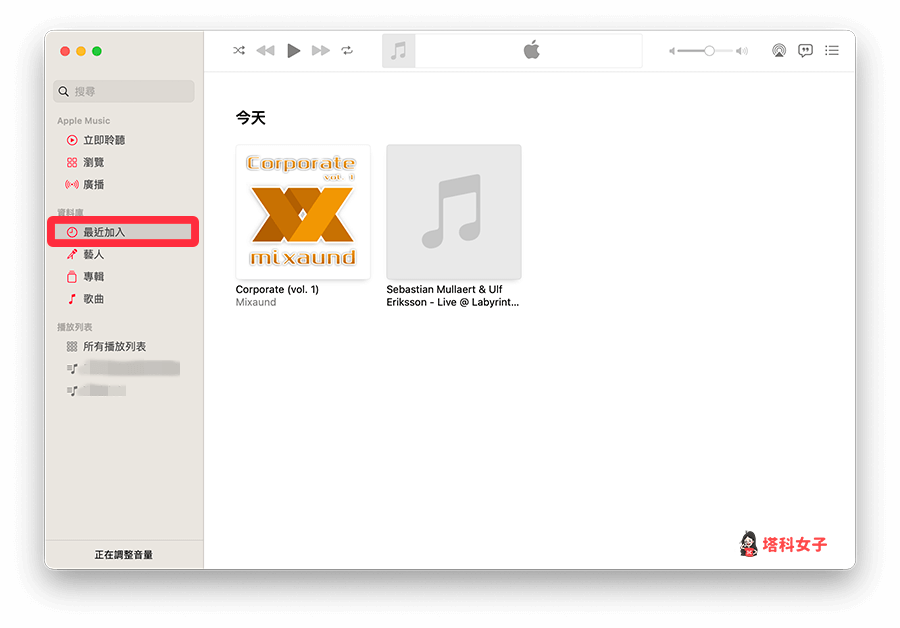 搜尋
Apple Music
立即聆聽
瀏覽
廣播
資料庫
最近加入
藝人
專輯
歌曲
播放列表
所有播放列表
正在調整音量
今天
Corporate
vol. 1
mixaund
Corporate (vol. 1)
Mixaund
Sebastian Mullaert & Ulf
Eriksson - Live @ Labyrint...
塔科女子